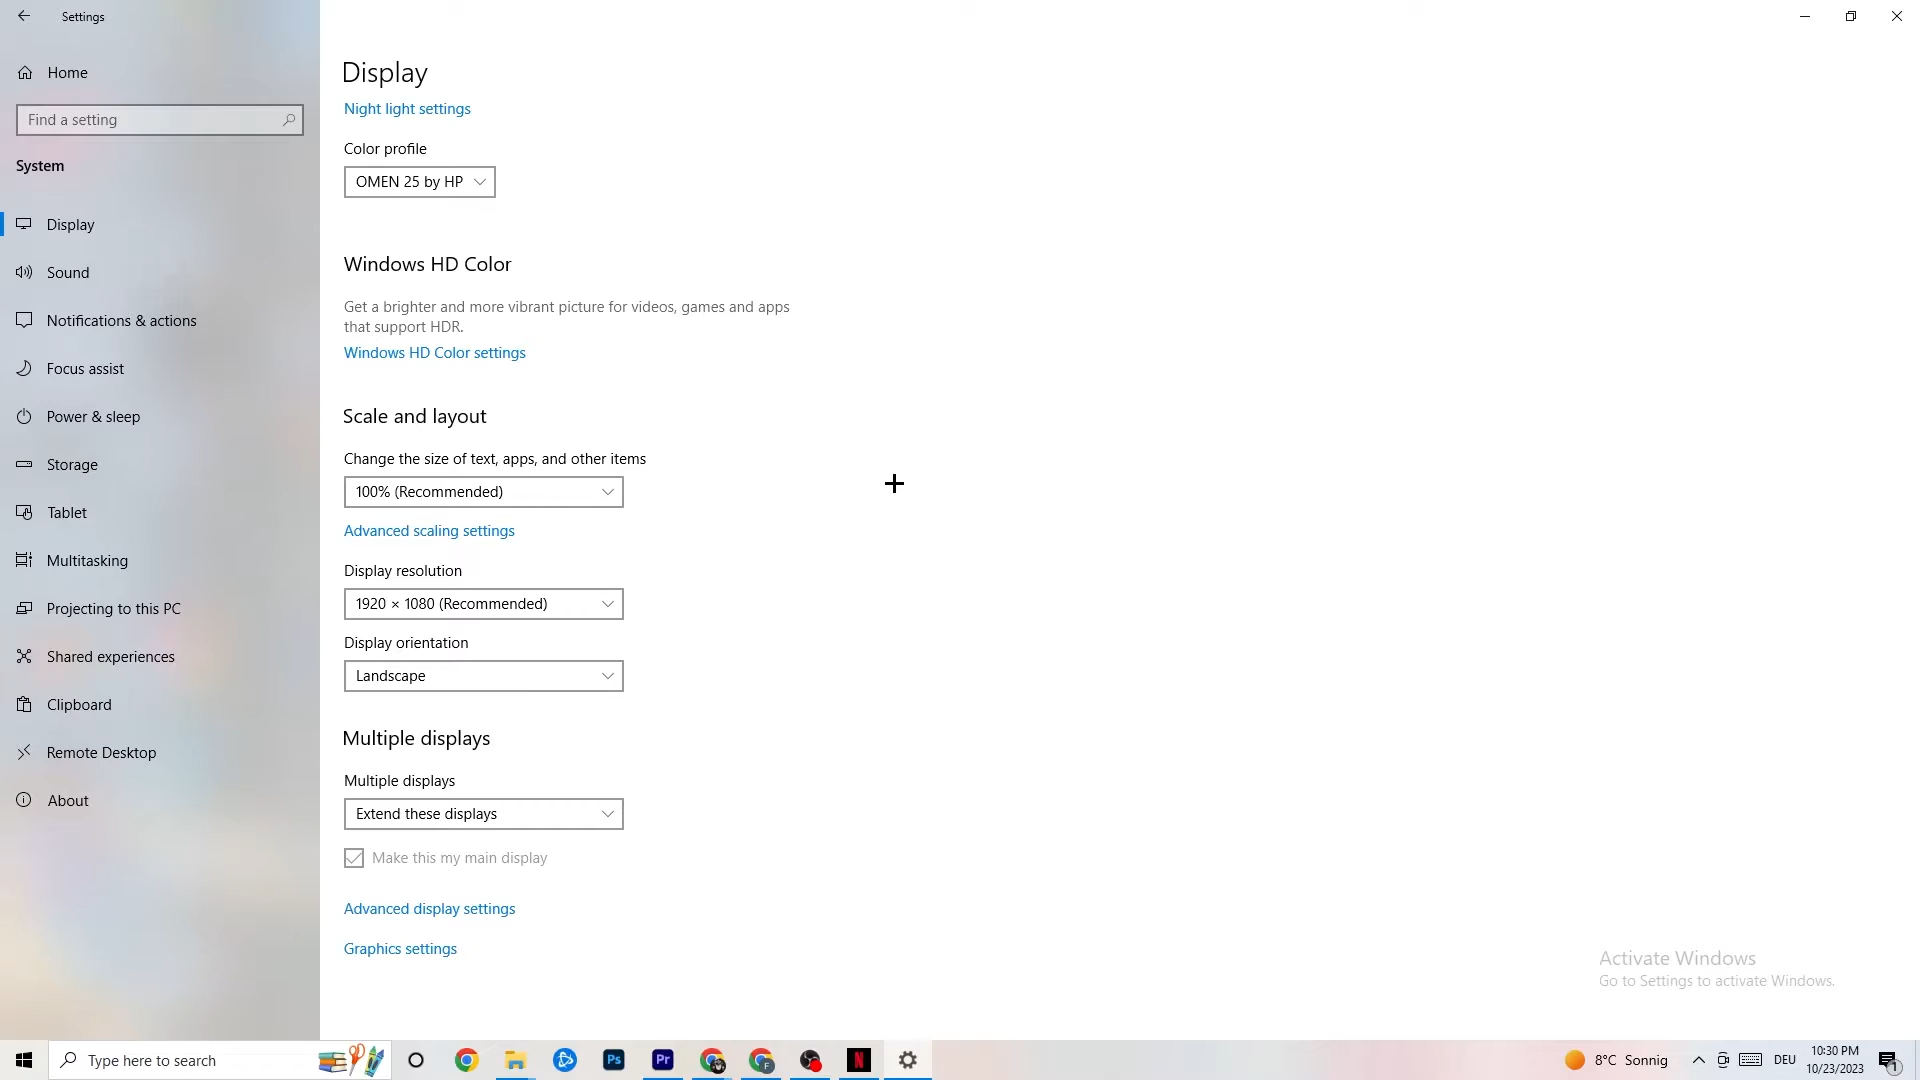 Settings
Home
Find a setting
System
Display
Sound
Notifications & actions
Focus assist
Power & sleep
Storage
Tablet
Multitasking
Projecting to this PC
Shared experiences
Clipboard
Remote Desktop
About
Display
Night light settings
Color profile
OMEN 25 by HP
Windows HD Color
Get a brighter and more vibrant picture for videos, games and apps
that support HDR.
Windows HD Color settings
Scale and layout
Change the size of text, apps, and other items
100% (Recommended)
Advanced scaling settings
Display resolution
1920 × 1080 (Recommended)
Display orientation
Landscape
Multiple displays
Multiple displays
Extend these displays
Make this my main display
Advanced display settings
Graphics settings
Activate Windows
Go to Settings to activate Windows.
Type here to search
Ps
Pr
F
N
8°C Sonnig
DEU
10:30 PM
10/23/2023
1